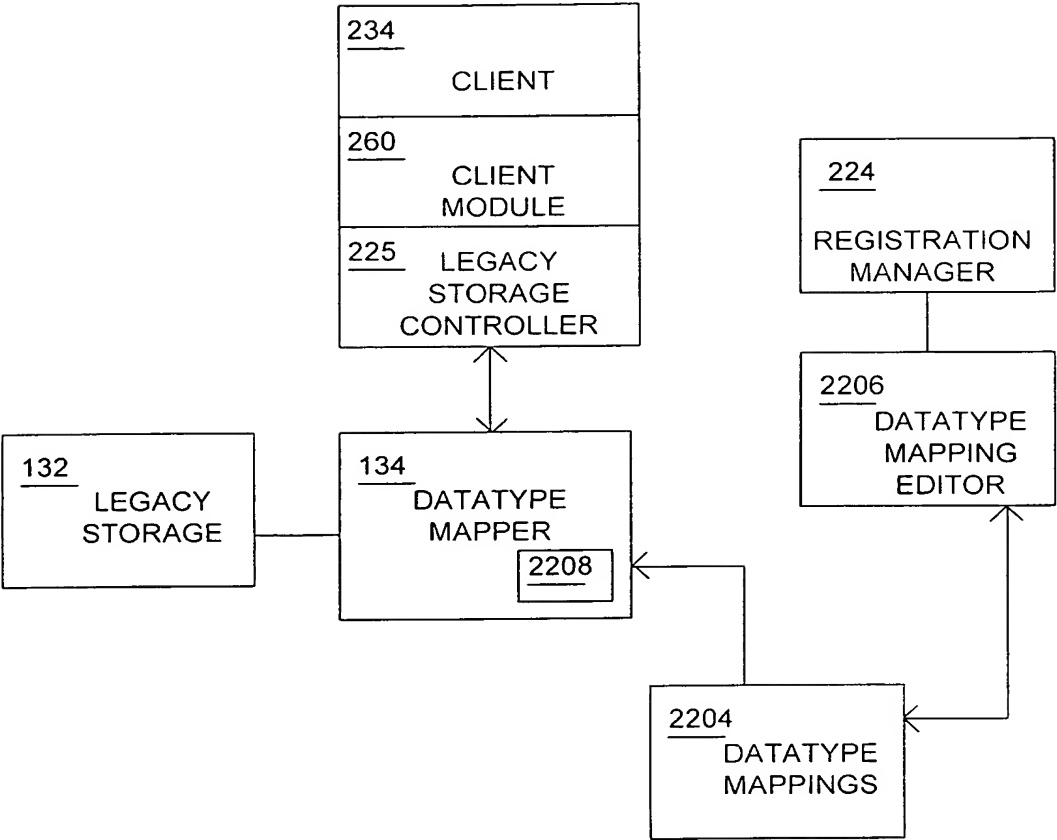 234
CLIENT
260
CLIENT
MODULE
225
LEGACY
STORAGE
CONTROLLER
224
REGISTRATION
MANAGER
2206
DATATYPE
MAPPING
EDITOR
132
LEGACY
STORAGE
134
DATATYPE
MAPPER
2208
2204
DATATYPE
MAPPINGS